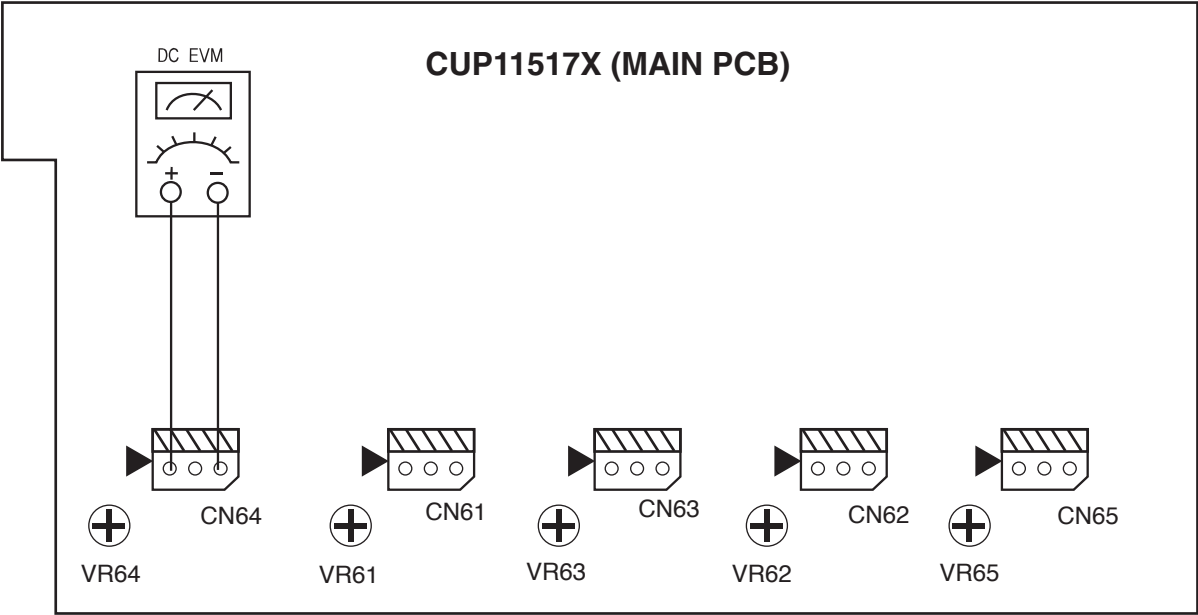 DC EVM
CUP11517X (MAIN PCB)
+ −
CN64
CN61
CN63
CN62
CN65
VR64
VR61
VR63
VR62
VR65